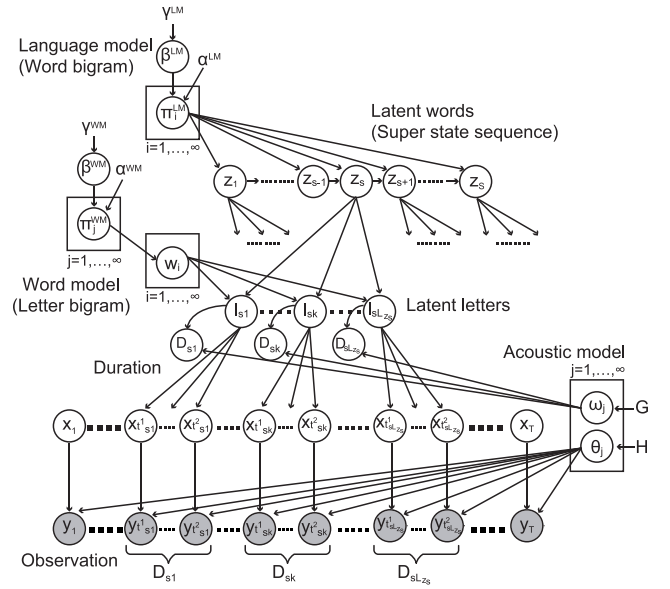 γ^LM
Language model
(Word bigram)
β^LM
α^LM
π_i^LM
i=1,...,∞
Latent words
(Super state sequence)
γ^WM
β^WM
α^WM
π_j^WM
j=1,...,∞
Word model
(Letter bigram)
w_i
i=1,...,∞
z_1 z_s-1 z_s z_s+1 z_S
l_s1 l_sk l_sL_zs
Latent letters
D_s1 D_sk D_sL_zs
Duration
Acoustic model
j=1,...,∞
ω_j G
θ_j H
x_1 x_t^1_s1 x_t^2_s1 x_t^1_sk x_t^2_sk x_t^1_sL_zs x_t^2_sL_zs x_T
y_1 y_t^1_s1 y_t^2_s1 y_t^1_sk y_t^2_sk y_t^1_sL_zs y_t^2_sL_zs y_T
Observation
D_s1 D_sk D_sL_zs